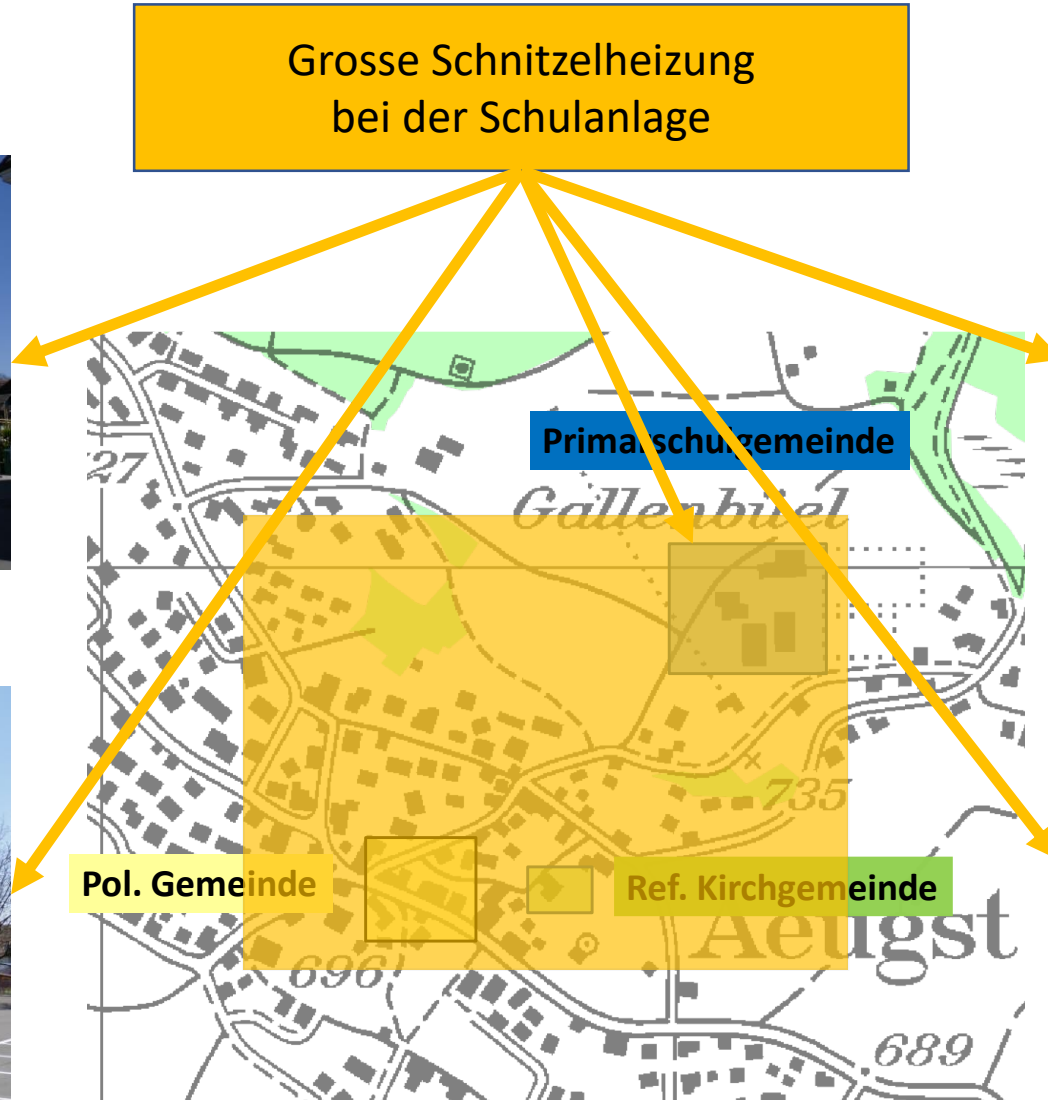 Grosse Schnitzelheizung
bei der Schulanlage
Primarschulgemeinde
27
Gallenbüel
735
Pol. Gemeinde
Ref. Kirchgemeinde
Aeugst
696
689